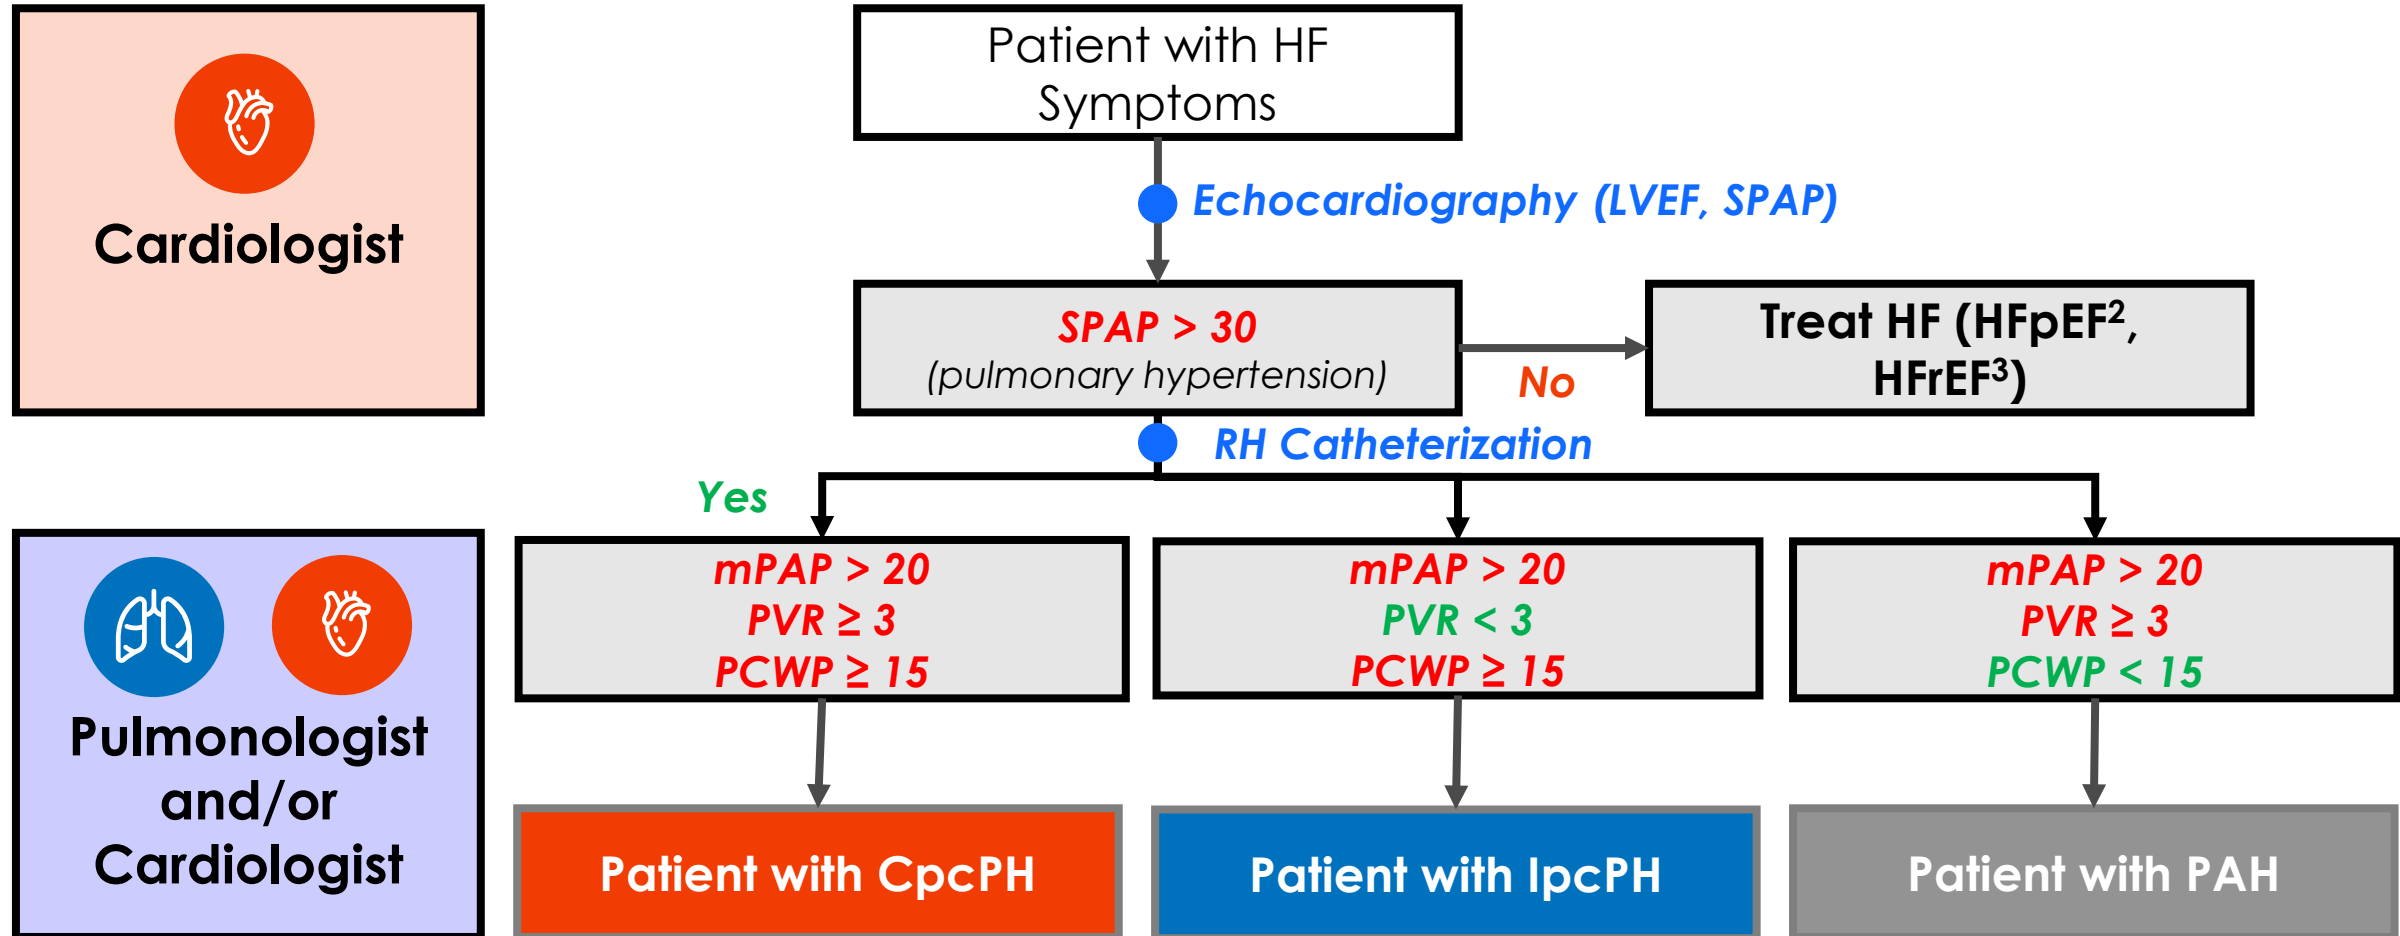 Cardiologist
Patient with HF
Symptoms
Echocardiography (LVEF, SPAP)
SPAP > 30
(pulmonary hypertension)
No
Treat HF (HFpEF²,
HFrEF³)
RH Catheterization
Yes
Pulmonologist
and/or
Cardiologist
mPAP > 20
PVR ≥ 3
PCWP ≥ 15
mPAP > 20
PVR < 3
PCWP ≥ 15
mPAP > 20
PVR ≥ 3
PCWP < 15
Patient with CpcPH
Patient with IpcPH
Patient with PAH